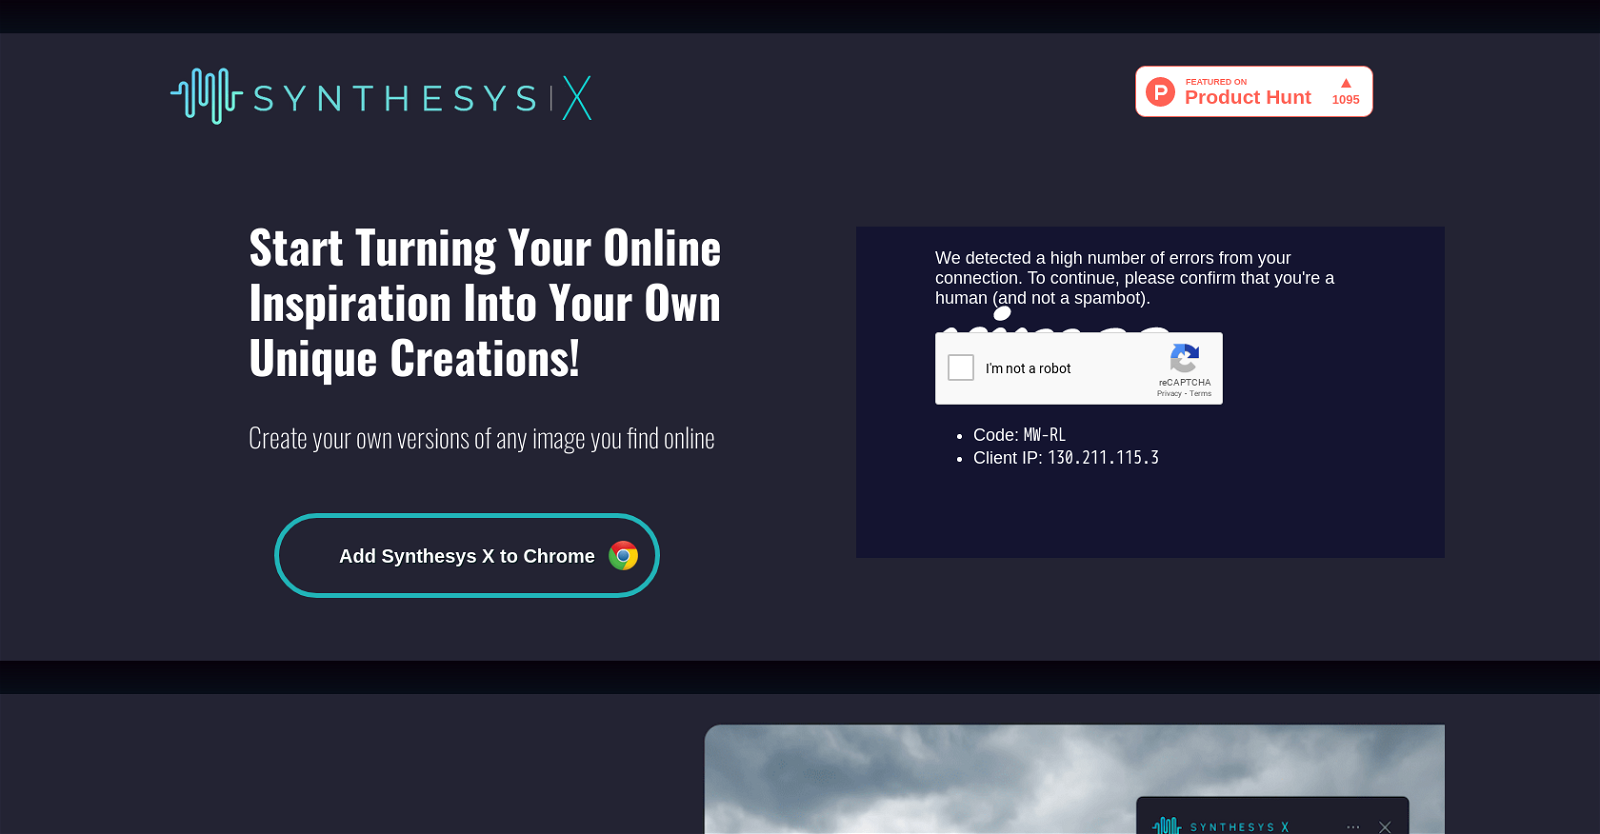 SYNTHESYS X
FEATURED ON
Product Hunt
1095
Start Turning Your Online
Inspiration Into Your Own
Unique Creations!
Create your own versions of any image you find online
Add Synthesys X to Chrome
We detected a high number of errors from your
connection. To continue, please confirm that you're a
human (and not a spambot).
I'm not a robot
reCAPTCHA
Privacy - Terms
• Code: MW-RL
• Client IP: 130.211.115.3
SYNTHESYS X